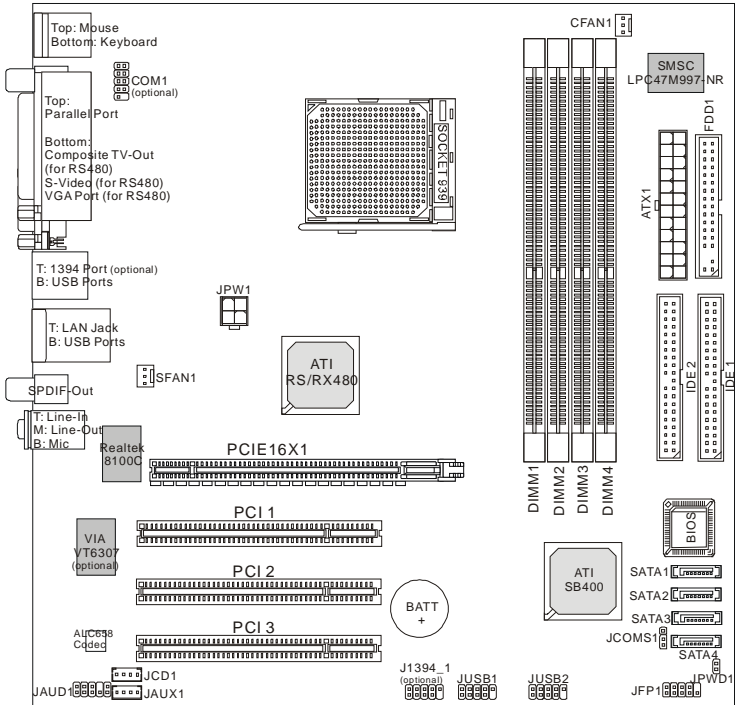 Top: Mouse
Bottom: Keyboard
CFAN1
COM1
(optional)
SMSC
LPC47M997-NR
Top:
Parallel Port
Bottom:
Composite TV-Out
(for RS480)
S-Video (for RS480)
VGA Port (for RS480)
SOCKET 939
FDD1
ATX1
T: 1394 Port (optional)
B: USB Ports
JPW1
T: LAN Jack
B: USB Ports
ATI
RS/RX480
SFAN1
SPDIF-Out
IDE 2
IDE 1
T: Line-In
M: Line-Out
B: Mic
Realtek
8100C
PCIE16X1
DIMM1
DIMM2
DIMM3
DIMM4
PCI 1
BIOS
VIA
VT6307
(optional)
PCI 2
ATI
SB400
SATA1
SATA2
BATT
+
SATA3
ALC658
Codec
PCI 3
JCOMS1
SATA4
JCD1
J1394_1
(optional)
JUSB1
JUSB2
JPWD1
JAUD1
JAUX1
JFP1